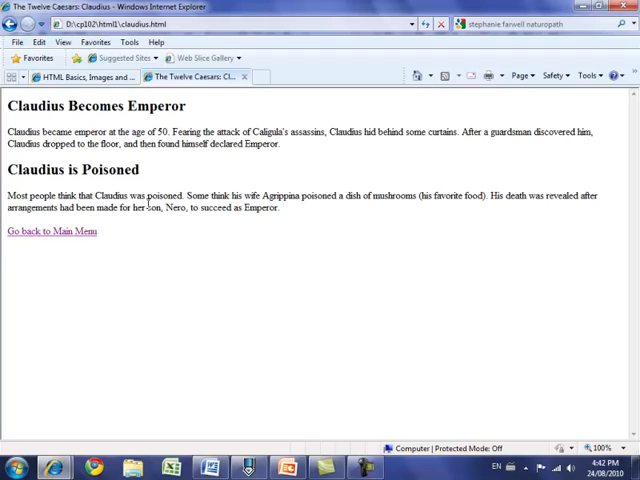 The Twelve Caesars: Claudius - Windows Internet Explorer
D:\cp102\html1\claudius.html
stephanie farwell naturopath
File Edit View Favorites Tools Help
Favorites Suggested Sites Web Slice Gallery
HTML Basics, Images and ... The Twelve Caesars: Cl... Page Safety Tools
Claudius Becomes Emperor
Claudius became emperor at the age of 50. Fearing the attack of Caligula's assassins, Claudius hid behind some curtains. After a guardsman discovered him,
Claudius dropped to the floor, and then found himself declared Emperor.
Claudius is Poisoned
Most people think that Claudius was poisoned. Some think his wife Agrippina poisoned a dish of mushrooms (his favorite food). His death was revealed after
arrangements had been made for her son, Nero, to succeed as Emperor.
Go back to Main Menu
Computer | Protected Mode: Off 100%
EN 4:42 PM
24/08/2010